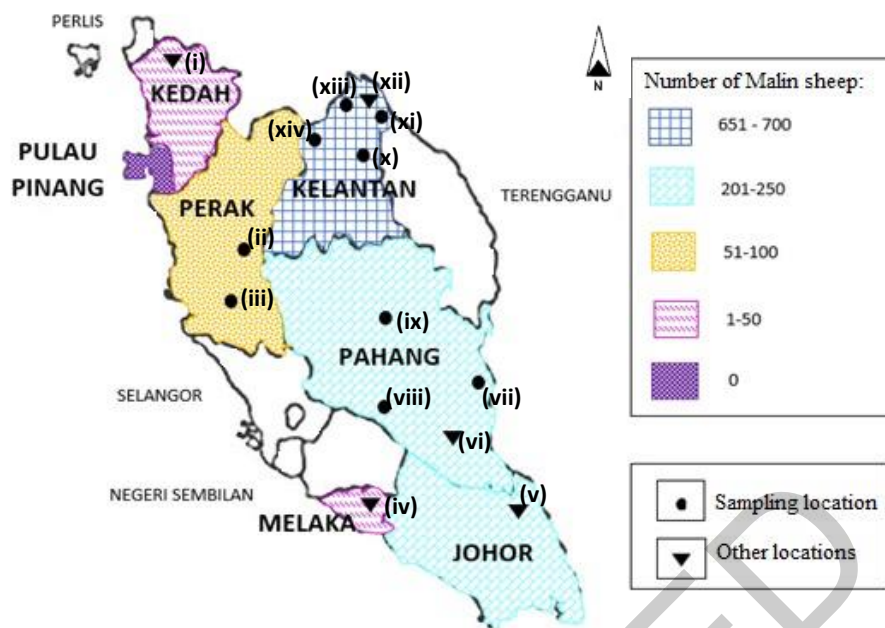 PERLIS
(i)
KEDAH
(xiii)
(xii)
(xiv)
(xi)
(x)
PULAU
PINANG
KELANTAN
PERAK
TERENGGANU
(ii)
(iii)
(ix)
PAHANG
SELANGOR
(viii)
(vii)
(vi)
NEGERI SEMBILAN
(iv)
(v)
MELAKA
JOHOR
N
Number of Malin sheep:
651 - 700
201-250
51-100
1-50
0
Sampling location
Other locations